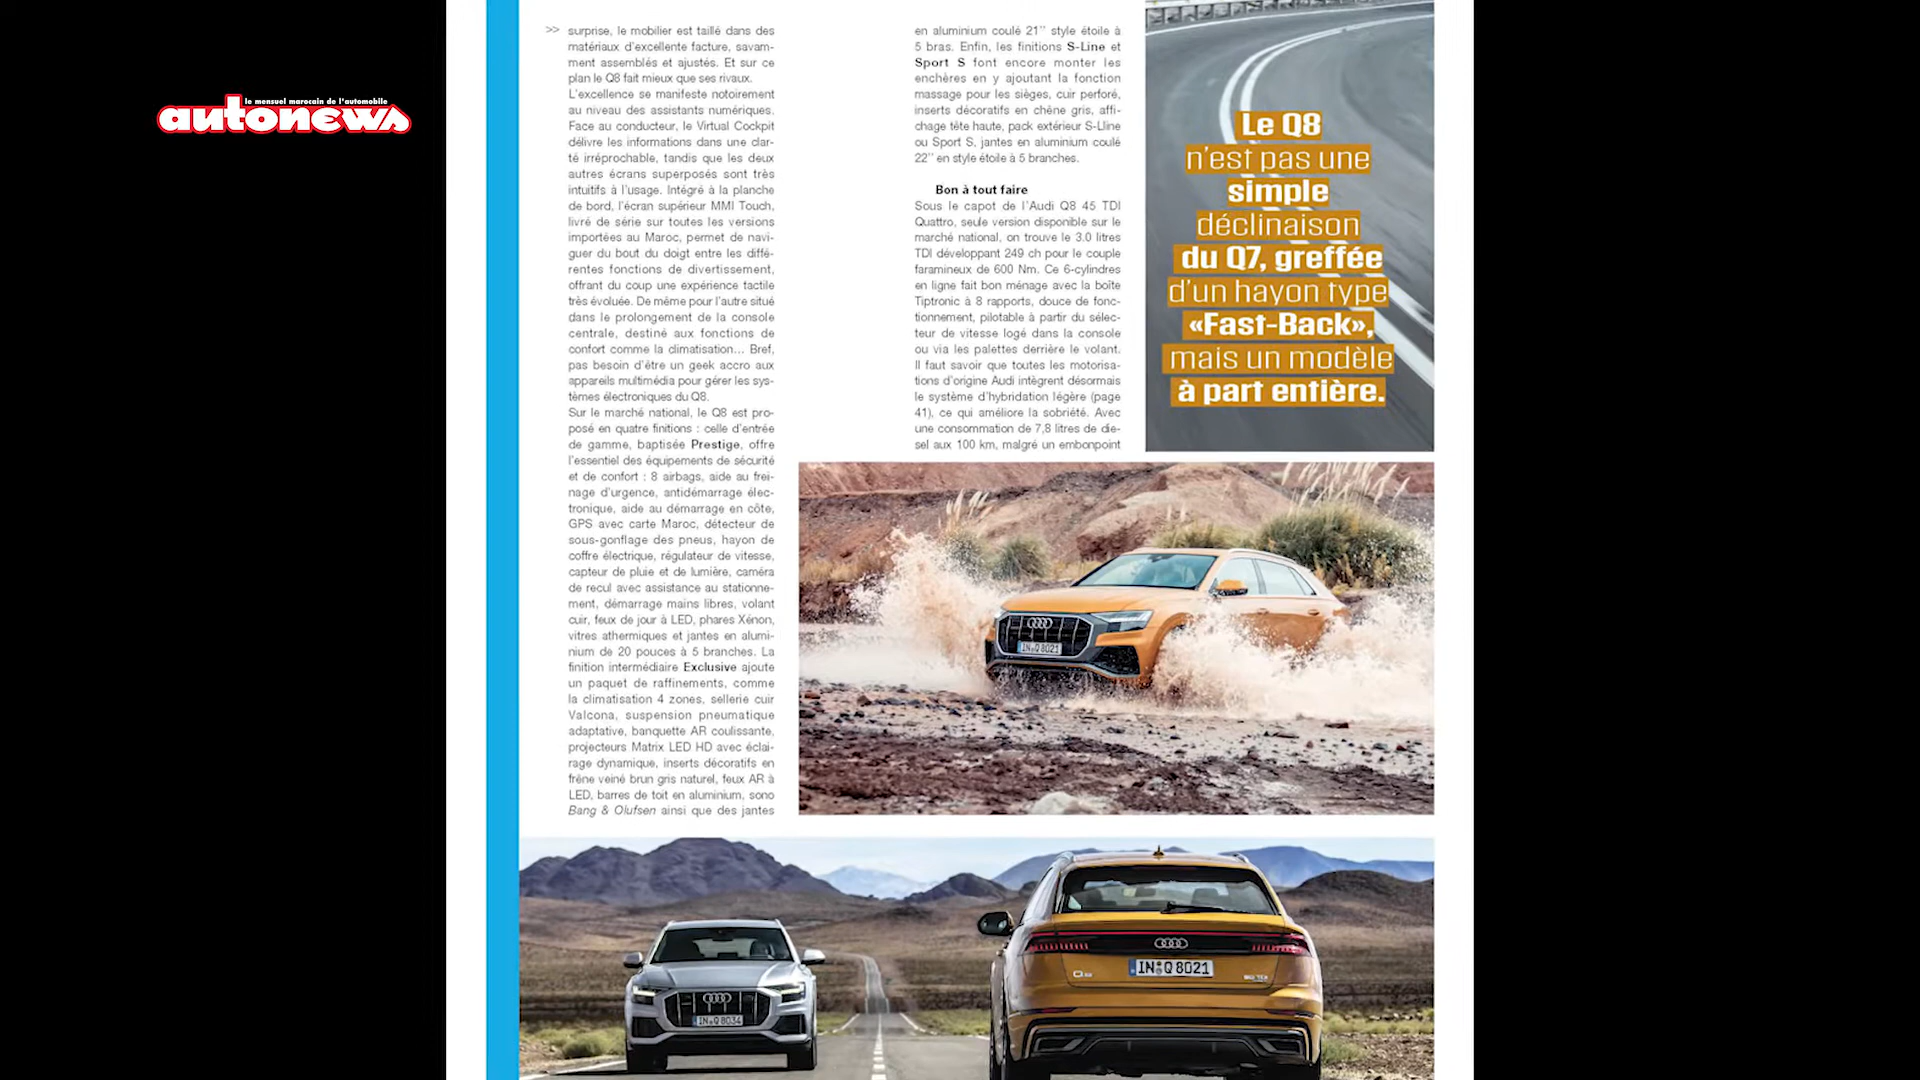 le mensuel marocain de l'automobile
autonews
>> surprise, le mobilier est taillé dans des
matériaux d'excellente facture, savam-
ment assemblés et ajustés. Et sur ce
plan le Q8 fait mieux que ses rivaux.
L'excellence se manifeste notoirement
au niveau des assistants numériques.
Face au conducteur, le Virtual Cockpit
délivre les informations dans une clar-
té irréprochable, tandis que les deux
autres écrans superposés sont très
intuitifs à l'usage. Intégré à la planche
de bord, l'écran supérieur MMI Touch,
livré de série sur toutes les versions
importées au Maroc, permet de navi-
guer du bout du doigt entre les diffé-
rentes fonctions de divertissement,
offrant du coup une expérience tactile
très évoluée. De même pour l'autre situé
dans le prolongement de la console
centrale, destiné aux fonctions de
confort comme la climatisation... Bref,
pas besoin d'être un geek accro aux
appareils multimédia pour gérer les sys-
tèmes électroniques du Q8.
Sur le marché national, le Q8 est pro-
posé en quatre finitions : celle d'entrée
de gamme, baptisée Prestige, offre
l'essentiel des équipements de sécurité
et de confort : 8 airbags, aide au frei-
nage d'urgence, antidémarrage élec-
tronique, aide au démarrage en côte,
GPS avec carte Maroc, détecteur de
sous-gonflage des pneus, hayon de
coffre électrique, régulateur de vitesse,
capteur de pluie et de lumière, caméra
de recul avec assistance au stationne-
ment, démarrage mains libres, volant
cuir, feux de jour à LED, phares Xénon,
vitres athermiques et jantes en alumi-
nium de 20 pouces à 5 branches. La
finition intermédiaire Exclusive ajoute
un paquet de raffinements, comme
la climatisation 4 zones, sellerie cuir
Valcona, suspension pneumatique
adaptative, banquette AR coulissante,
projecteurs Matrix LED HD avec éclai-
rage dynamique, inserts décoratifs en
frêne veiné brun gris naturel, feux AR à
LED, barres de toit en aluminium, sono
Bang & Olufsen ainsi que des jantes
en aluminium coulé 21'' style étoile à
5 bras. Enfin, les finitions S-Line et
Sport S font encore monter les
enchères en y ajoutant la fonction
massage pour les sièges, cuir perforé,
inserts décoratifs en chêne gris, affi-
chage tête haute, pack extérieur S-Lline
ou Sport S, jantes en aluminium coulé
22'' en style étoile à 5 branches.
Bon à tout faire
Sous le capot de l'Audi Q8 45 TDI
Quattro, seule version disponible sur le
marché national, on trouve le 3.0 litres
TDI développant 249 ch pour le couple
faramineux de 600 Nm. Ce 6-cylindres
en ligne fait bon ménage avec la boîte
Tiptronic à 8 rapports, douce de fonc-
tionnement, pilotable à partir du sélec-
teur de vitesse logé dans la console
ou via les palettes derrière le volant.
Il faut savoir que toutes les motorisa-
tions d'origine Audi intègrent désormais
le système d'hybridation légère (page
41), ce qui améliore la sobriété. Avec
une consommation de 7,8 litres de die-
sel aux 100 km, malgré un embonpoint
Le Q8
n'est pas une
simple
déclinaison
du Q7, greffée
d'un hayon type
«Fast-Back»,
mais un modèle
à part entière.
IN Q 8021
IN Q 8034
IN Q 8021
Q8
50 TDI